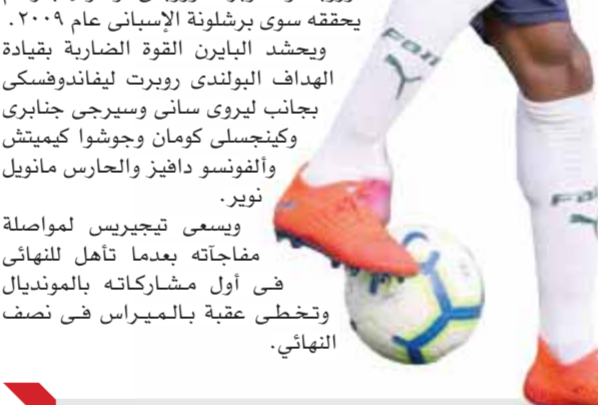 يحققه سوى برشلونة الإسبانى عام ٢٠٠٩.
ويحشد البايرن القوة الضاربة بقيادة
الهداف البولندى روبرت ليفاندوفسكى
بجانب ليروى سانى وسيرجى جنابرى
وكينجسلى كومان وجوشوا كيميتش
وألفونسو دافيز والحارس مانويل
نوير.
ويسعى تيجيريس لمواصلة
مفاجآته بعدما تأهل للنهائى
فى أول مشاركاته بالمونديال
وتخطى عقبة بالميراس فى نصف
النهائي.